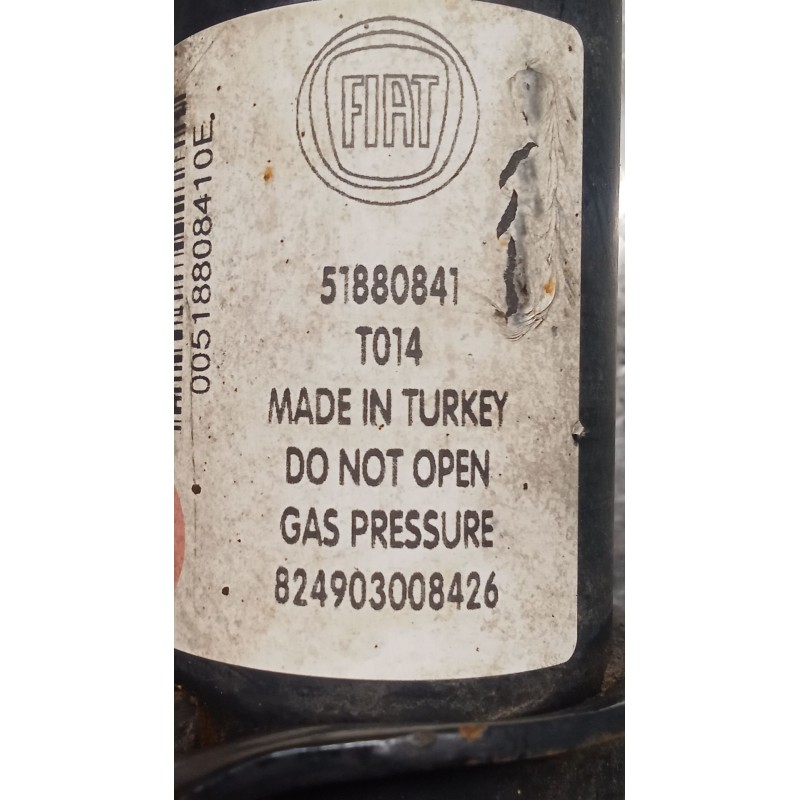 FIAT
51880841
T014
MADE IN TURKEY
DO NOT OPEN
GAS PRESSURE
824903008426
00518808410E